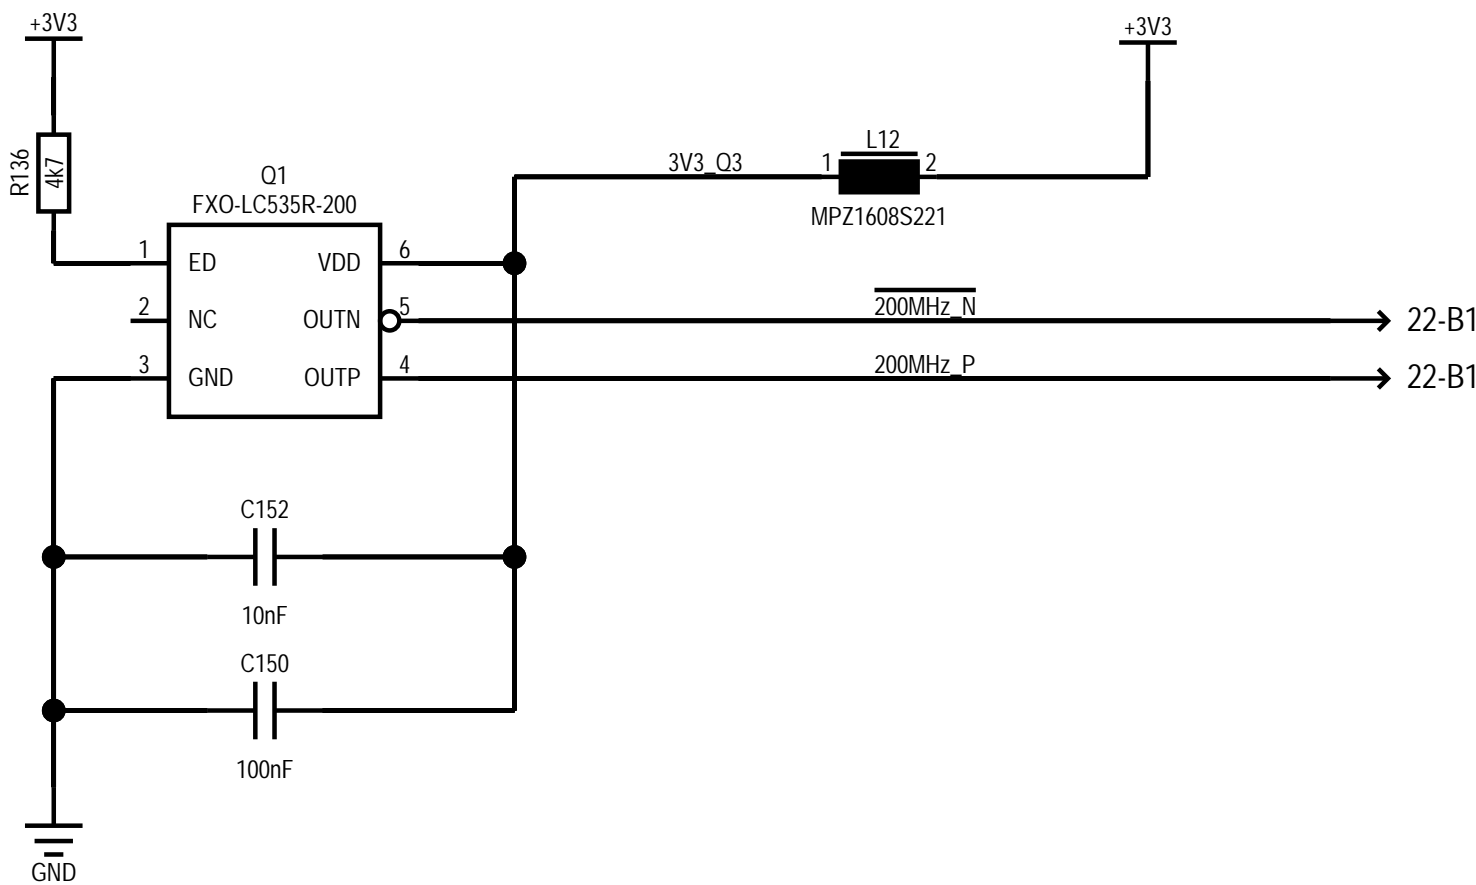 +3V3
+3V3
R136
4k7
Q1
FXO-LC535R-200
3V3_Q3
1
L12
2
MPZ1608S221
1
ED
VDD
6
2
NC
OUTN
5
200MHz_N
22-B1
3
GND
OUTP
4
200MHz_P
22-B1
C152
10nF
C150
100nF
GND